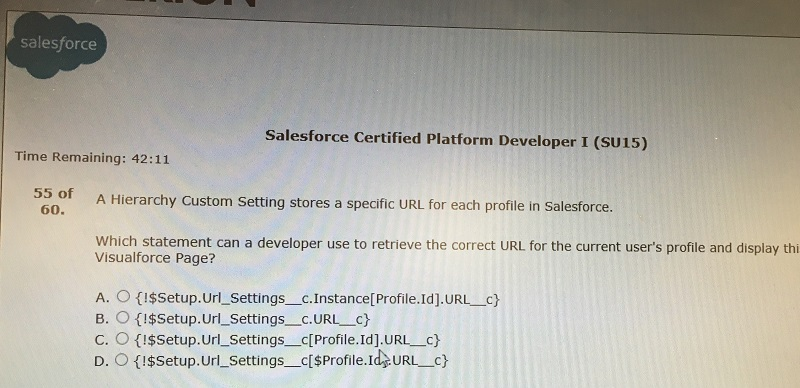 salesforce
Salesforce Certified Platform Developer I (SU15)
Time Remaining: 42:11
55 of
60.
A Hierarchy Custom Setting stores a specific URL for each profile in Salesforce.
Which statement can a developer use to retrieve the correct URL for the current user's profile and display
Visualforce Page?
A. {!$Setup.Url_Settings__c.Instance[Profile.Id].URL__c}
B. {!$Setup.Url_Settings__c.URL__c}
C. {!$Setup.Url_Settings__c[Profile.Id].URL__c}
D. {!$Setup.Url_Settings__c[$Profile.Id].URL__c}